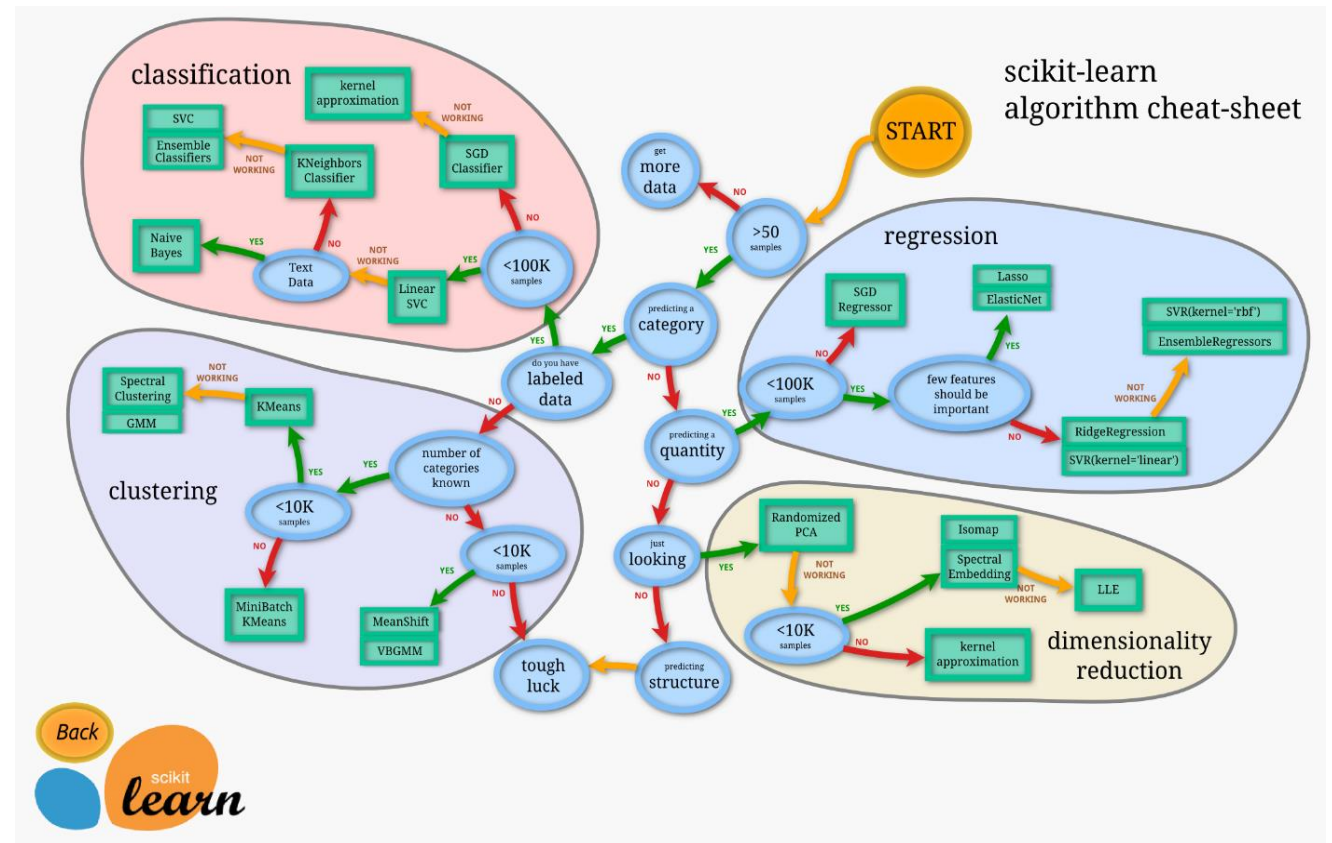 scikit-learn
algorithm cheat-sheet
START
classification
kernel
approximation
NOT
WORKING
SVC
Ensemble
Classifiers
NOT
WORKING
KNeighbors
Classifier
SGD
Classifier
NO
Naive
Bayes
YES
Text
Data
NO
NOT
WORKING
Linear
SVC
YES
<100K
samples
YES
get
more
data
NO
>50
samples
YES
predicting a
category
YES
do you have
labeled
data
NO
NO
predicting a
quantity
YES
NO
just
looking
YES
NO
predicting
structure
tough
luck
regression
SGD
Regressor
NO
<100K
samples
YES
Lasso
ElasticNet
YES
few features
should be
important
NO
SVR(kernel='rbf')
EnsembleRegressors
NOT
WORKING
RidgeRegression
SVR(kernel='linear')
clustering
Spectral
Clustering
GMM
NOT
WORKING
KMeans
YES
number of
categories
known
YES
<10K
samples
NO
NO
<10K
samples
YES
NO
MiniBatch
KMeans
MeanShift
VBGMM
Randomized
PCA
NOT
WORKING
<10K
samples
YES
NO
Isomap
Spectral
Embedding
NOT
WORKING
LLE
kernel
approximation
dimensionality
reduction
Back
scikit
learn